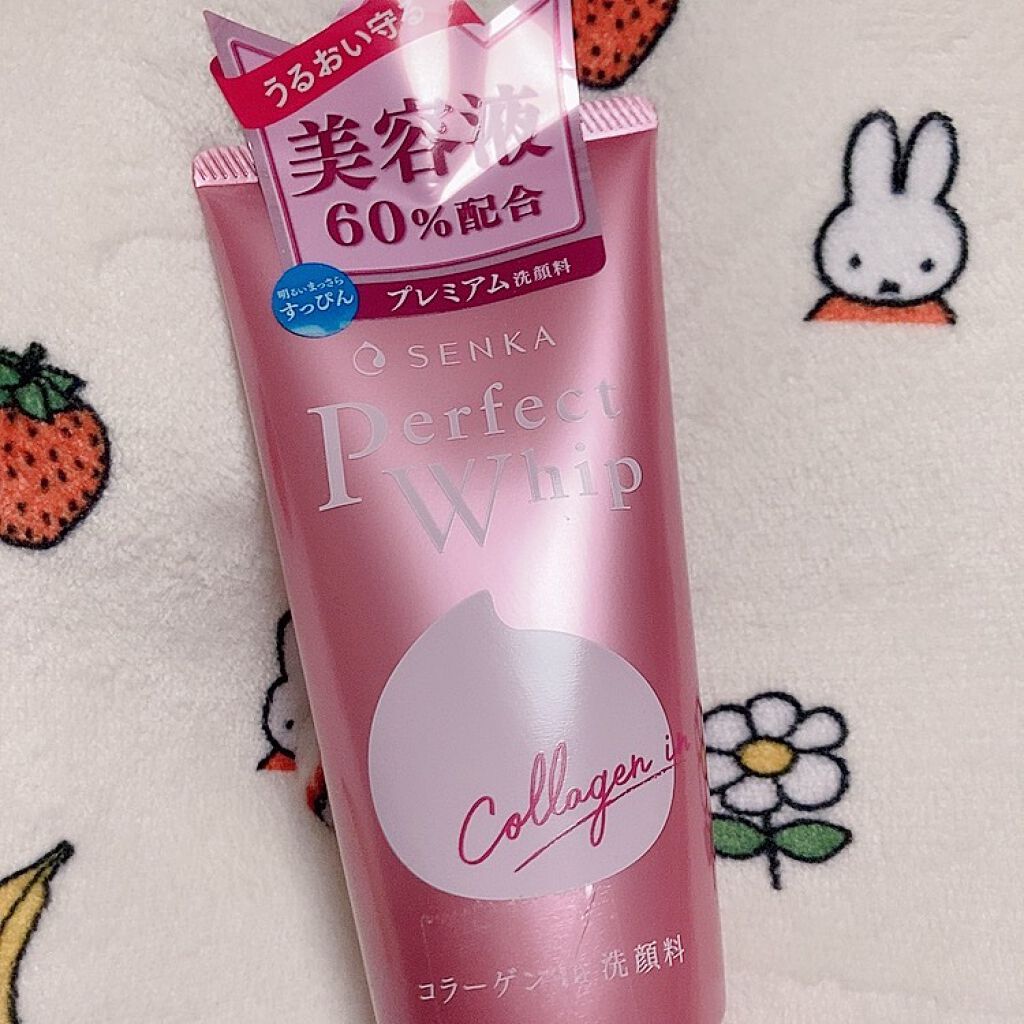 うるおい守る
美容液
60%配合
明るいまっさら
すっぴん
プレミアム洗顔料
SENKA
Perfect
Whip
Collagen in
コラーゲン 洗顔料